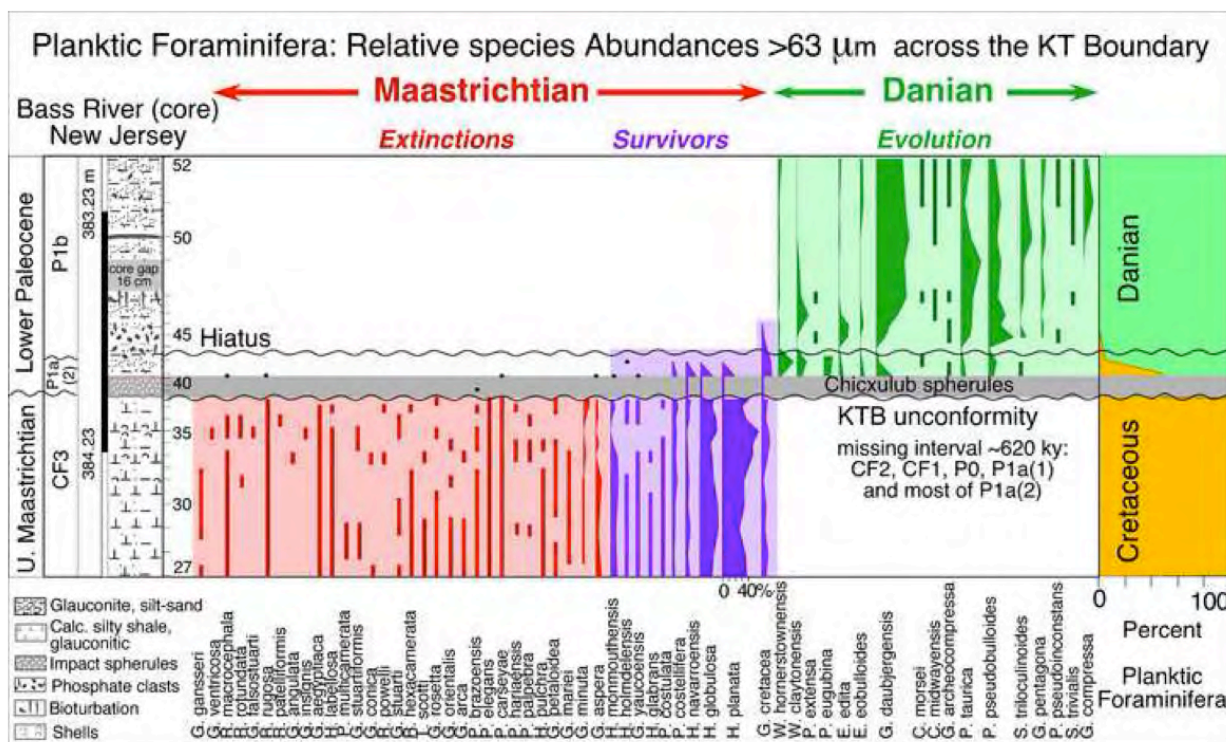 Planktic Foraminifera: Relative species Abundances >63 µm across the KT Boundary
Maastrichtian
Danian
Bass River (core)
New Jersey
Extinctions
Survivors
Evolution
Lower Paleocene
U. Maastrichtian
P1b
P1a (2)
CF3
383.23 m
384.23
core gap
16 cm
52
50
45
40
35
30
27
Hiatus
Chicxulub spherules
KTB unconformity
missing interval ~620 ky:
CF2, CF1, P0, P1a(1)
and most of P1a(2)
Danian
Cretaceous
0 40%
0 100
Percent
Planktic
Foraminifera
Glauconite, silt-sand
Calc. silty shale,
glauconitic
Impact spherules
Phosphate clasts
Bioturbation
Shells
G. gansseri
G. ventricosa
R. macrocephala
R. rotundata
G. falsostuarti
R. rugosa
R. pateliformis
G. angulata
G. insignis
G. aegyptiaca
H. labellosa
L. multicamerata
G. stuartiformis
G. conica
R. powelli
G. stuarti
R. hexacamerata
L. scotti
G. rosetta
G. orientalis
G. arca
P. brazoensis
P. elegans
P. carseyae
P. hariaensis
P. palpebra
H. pulchra
G. petaloidea
P. mariei
G. minuta
G. aspera
H. monmouthensis
H. holmdelensis
G. yaucoensis
H. glabrans
P. costulata
P. costellifera
H. navarroensis
H. globulosa
H. planata
G. cretacea
W. hornerstownensis
W. claytonensis
P. extensa
P. eugubina
E. edita
E. eobulloides
G. daubjergensis
C. morsei
C. midwayensis
G. archeocompressa
P. taurica
P. pseudobulloides
S. triloculinoides
G. pentagona
P. pseudoinconstans
S. trivialis
G. compressa